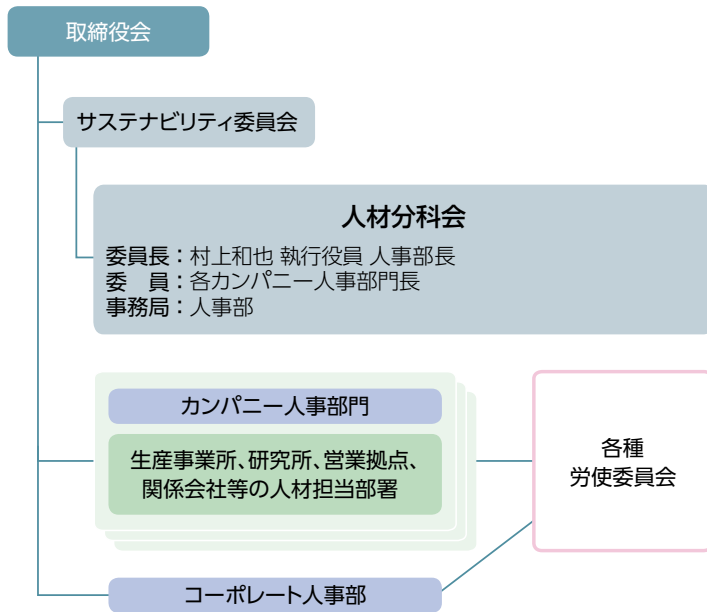 取締役会
サステナビリティ委員会
人材分科会
委員長：村上和也 執行役員 人事部長
委　員：各カンパニー人事部門長
事務局：人事部
カンパニー人事部門
生産事業所、研究所、営業拠点、
関係会社等の人材担当部署
各種
労使委員会
コーポレート人事部